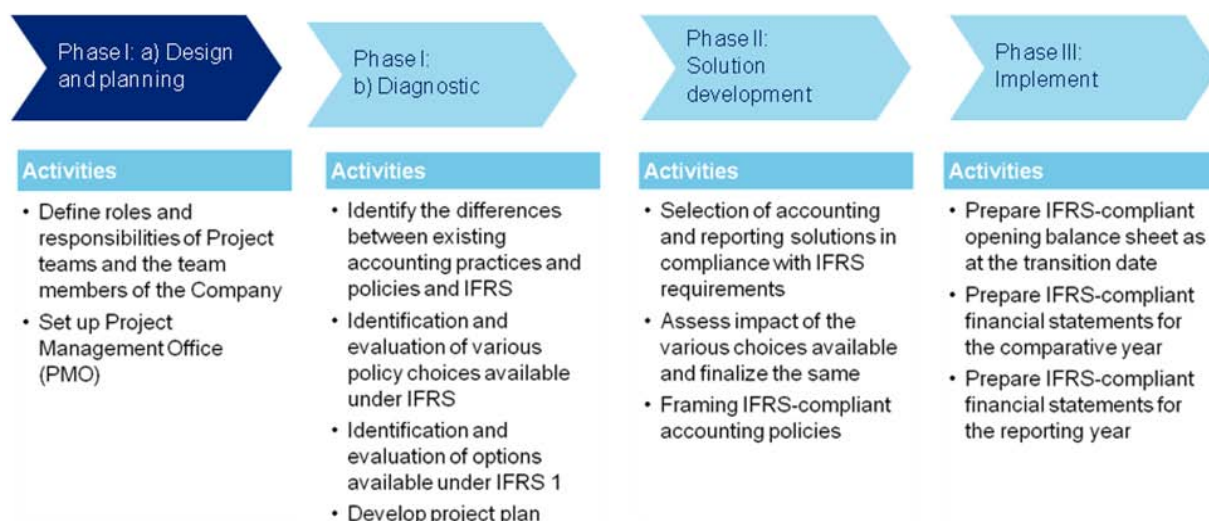 Phase I: a) Design
and planning
Phase I:
b) Diagnostic
Phase II:
Solution
development
Phase III:
Implement
Activities
• Define roles and
responsibilities of Project
teams and the team
members of the Company
• Set up Project
Management Office
(PMO)
Activities
• Identify the differences
between existing
accounting practices and
policies and IFRS
• Identification and
evaluation of various
policy choices available
under IFRS
• Identification and
evaluation of options
available under IFRS 1
• Develop project plan
Activities
• Selection of accounting
and reporting solutions in
compliance with IFRS
requirements
• Assess impact of the
various choices available
and finalize the same
• Framing IFRS-compliant
accounting policies
Activities
• Prepare IFRS-compliant
opening balance sheet as
at the transition date
• Prepare IFRS-compliant
financial statements for
the comparative year
• Prepare IFRS-compliant
financial statements for
the reporting year